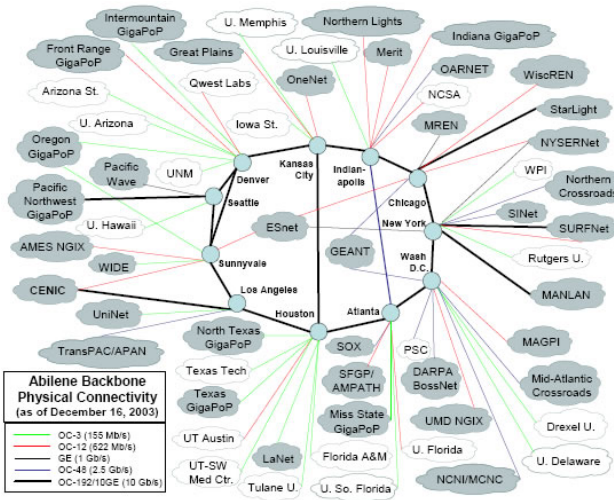 Intermountain
GigaPoP
U. Memphis
Northern Lights
Indiana GigaPoP
Front Range
GigaPoP
Great Plains
U. Louisville
Merit
OARNET
WiscREN
Arizona St.
Qwest Labs
OneNet
NCSA
StarLight
U. Arizona
Iowa St.
MREN
NYSERNet
Oregon
GigaPoP
Pacific
Wave
UNM
Denver
Kansas
City
Indian-
apolis
Chicago
WPI
Northern
Crossroads
Pacific
Northwest
GigaPoP
Seattle
New York
SINet
SURFNet
U. Hawaii
ESnet
GEANT
Rutgers U.
AMES NGIX
WIDE
Sunnyvale
Wash
D.C.
MANLAN
CENIC
Los Angeles
UniNet
Houston
Atlanta
North Texas
GigaPoP
SOX
PSC
MAGPI
TransPAC/APAN
Texas Tech
SFGP/
AMPATH
DARPA
BossNet
Mid-Atlantic
Crossroads
Texas
GigaPoP
Miss State
GigaPoP
UMD NGIX
Drexel U.
UT Austin
Florida A&M
U. Florida
U. Delaware
UT-SW
Med Ctr.
LaNet
Tulane U.
U. So. Florida
NCNI/MCNC
Abilene Backbone
Physical Connectivity
(as of December 16, 2003)
OC-3 (155 Mb/s)
OC-12 (622 Mb/s)
GE (1 Gb/s)
OC-48 (2.5 Gb/s)
OC-192/10GE (10 Gb/s)